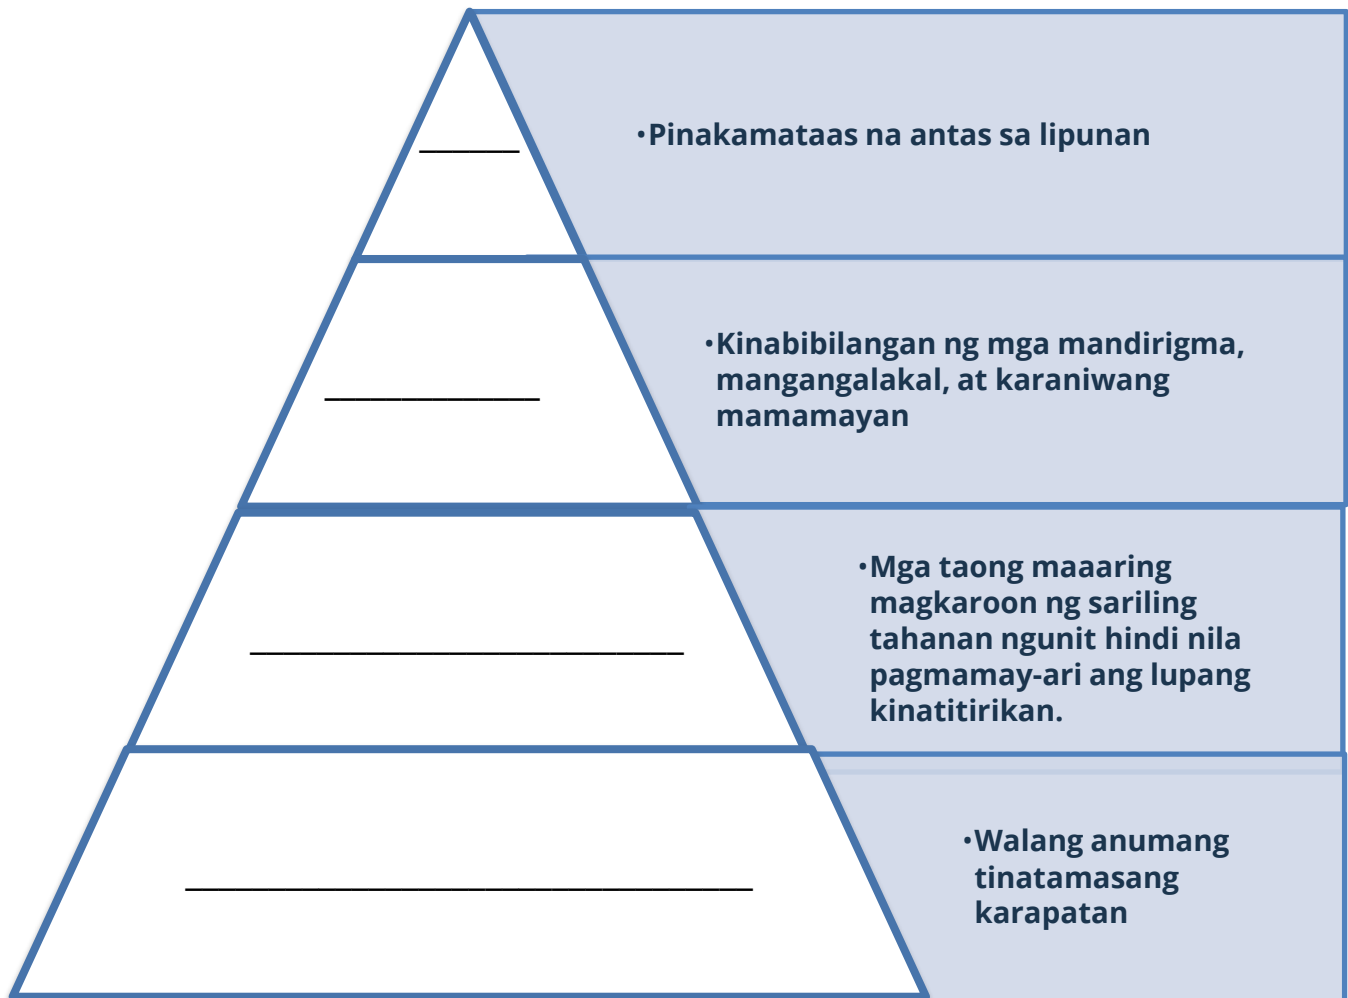 •Pinakamataas na antas sa lipunan
•Kinabibilangan ng mga mandirigma,
mangangalakal, at karaniwang
mamamayan
•Mga taong maaaring
magkaroon ng sariling
tahanan ngunit hindi nila
pagmamay-ari ang lupang
kinatitirikan.
•Walang anumang
tinatamasang
karapatan